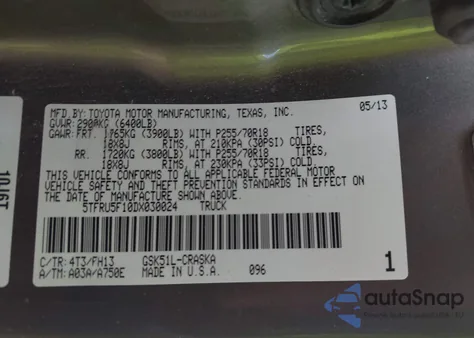 MFD.BY: TOYOTA MOTOR MANUFACTURING, TEXAS, INC. 05/13
GVWR: 2900KG (6400LB)
GAWR: FRT. 1765KG (3900LB) WITH P255/70R18 TIRES,
18X8J RIMS, AT 210KPA (30PSI) COLD
RR. 1720KG (3800LB) WITH P255/70R18 TIRES,
18X8J RIMS, AT 230KPA (33PSI) COLD
THIS VEHICLE CONFORMS TO ALL APPLICABLE FEDERAL MOTOR
VEHICLE SAFETY AND THEFT PREVENTION STANDARDS IN EFFECT ON
THE DATE OF MANUFACTURE SHOWN ABOVE.
5TFRU5F10DX030024 TRUCK
C/TR: 4T3/FH13 GSK51L-CRASKA
A/TM: A03A/A750E MADE IN U.S.A. 096 1
10/61
autoSnap